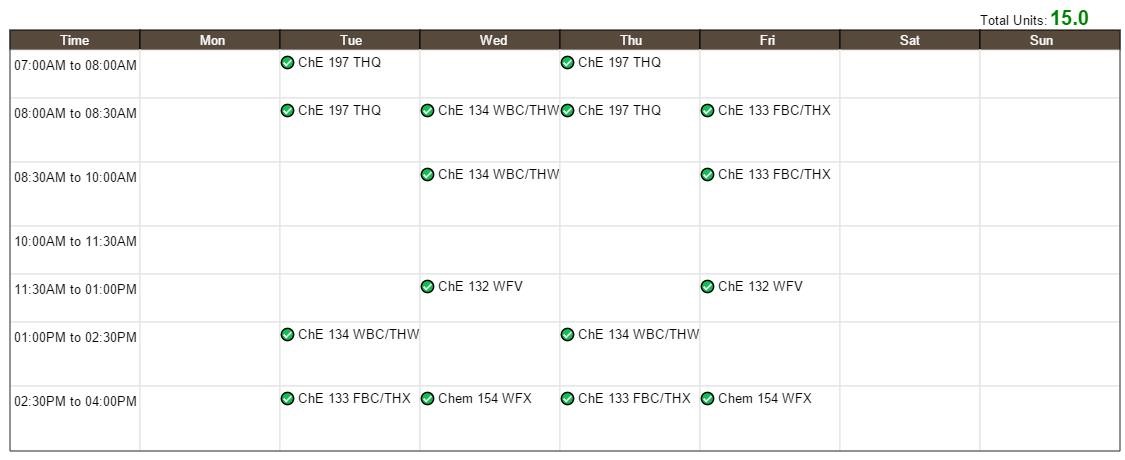 Total Units: 15.0
Time Mon Tue Wed Thu Fri Sat Sun
07:00AM to 08:00AM ChE 197 THQ ChE 197 THQ
08:00AM to 08:30AM ChE 197 THQ ChE 134 WBC/THW ChE 197 THQ ChE 133 FBC/THX
08:30AM to 10:00AM ChE 134 WBC/THW ChE 133 FBC/THX
10:00AM to 11:30AM
11:30AM to 01:00PM ChE 132 WFV ChE 132 WFV
01:00PM to 02:30PM ChE 134 WBC/THW ChE 134 WBC/THW
02:30PM to 04:00PM ChE 133 FBC/THX Chem 154 WFX ChE 133 FBC/THX Chem 154 WFX